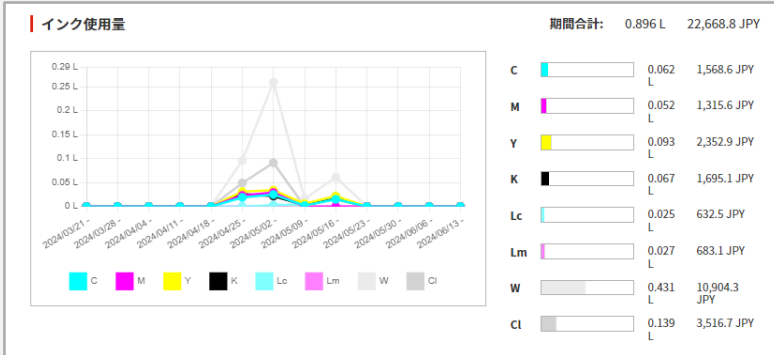 インク使用量
期間合計: 0.896 L 22,668.8 JPY
0.29 L
0.25 L
0.2 L
0.15 L
0.1 L
0.05 L
0 L
2024/03/21 -
2024/03/28 -
2024/04/04 -
2024/04/11 -
2024/04/18 -
2024/04/25 -
2024/05/02 -
2024/05/09 -
2024/05/16 -
2024/05/23 -
2024/05/30 -
2024/06/06 -
2024/06/13 -
C M Y K Lc Lm W Cl
C 0.062 1,568.6 JPY
L
M 0.052 1,315.6 JPY
L
Y 0.093 2,352.9 JPY
L
K 0.067 1,695.1 JPY
L
Lc 0.025 632.5 JPY
L
Lm 0.027 683.1 JPY
L
W 0.431 10,904.3
L JPY
Cl 0.139 3,516.7 JPY
L